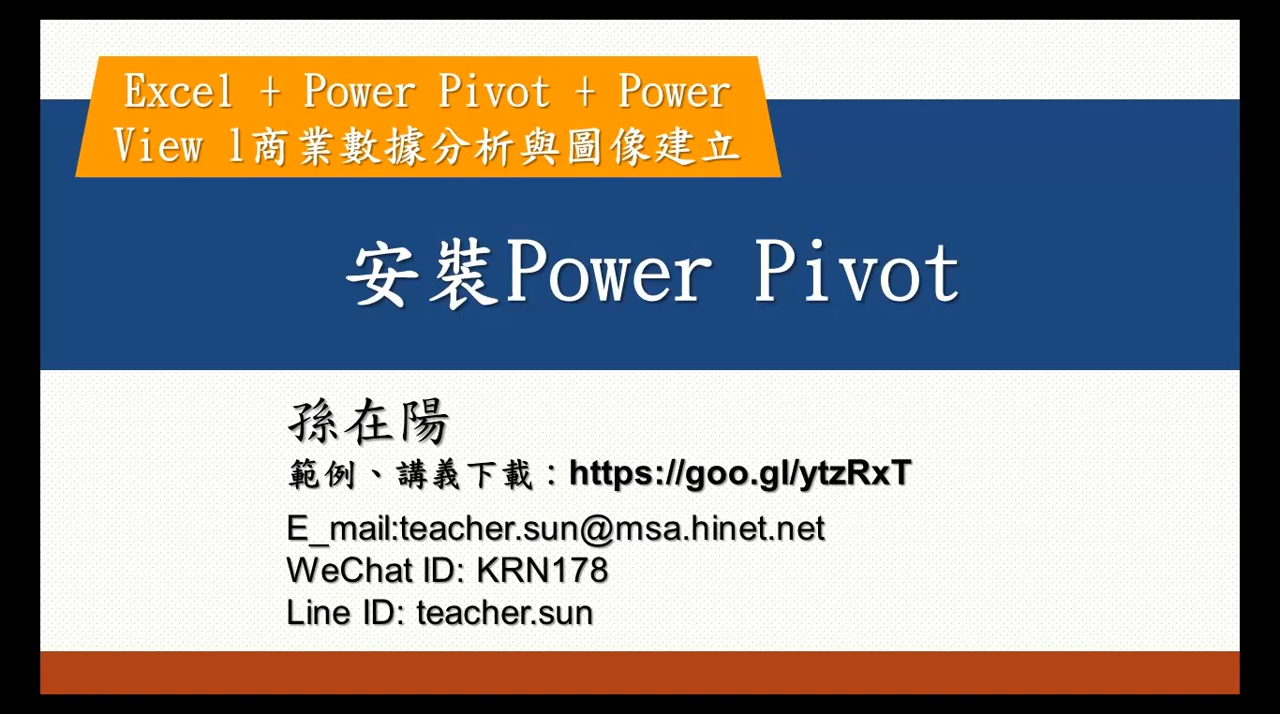 Excel + Power Pivot + Power
View 1商業數據分析與圖像建立
安裝Power Pivot
孫在陽
範例、講義下載：https://goo.gl/ytzRxT
E_mail:teacher.sun@msa.hinet.net
WeChat ID: KRN178
Line ID: teacher.sun